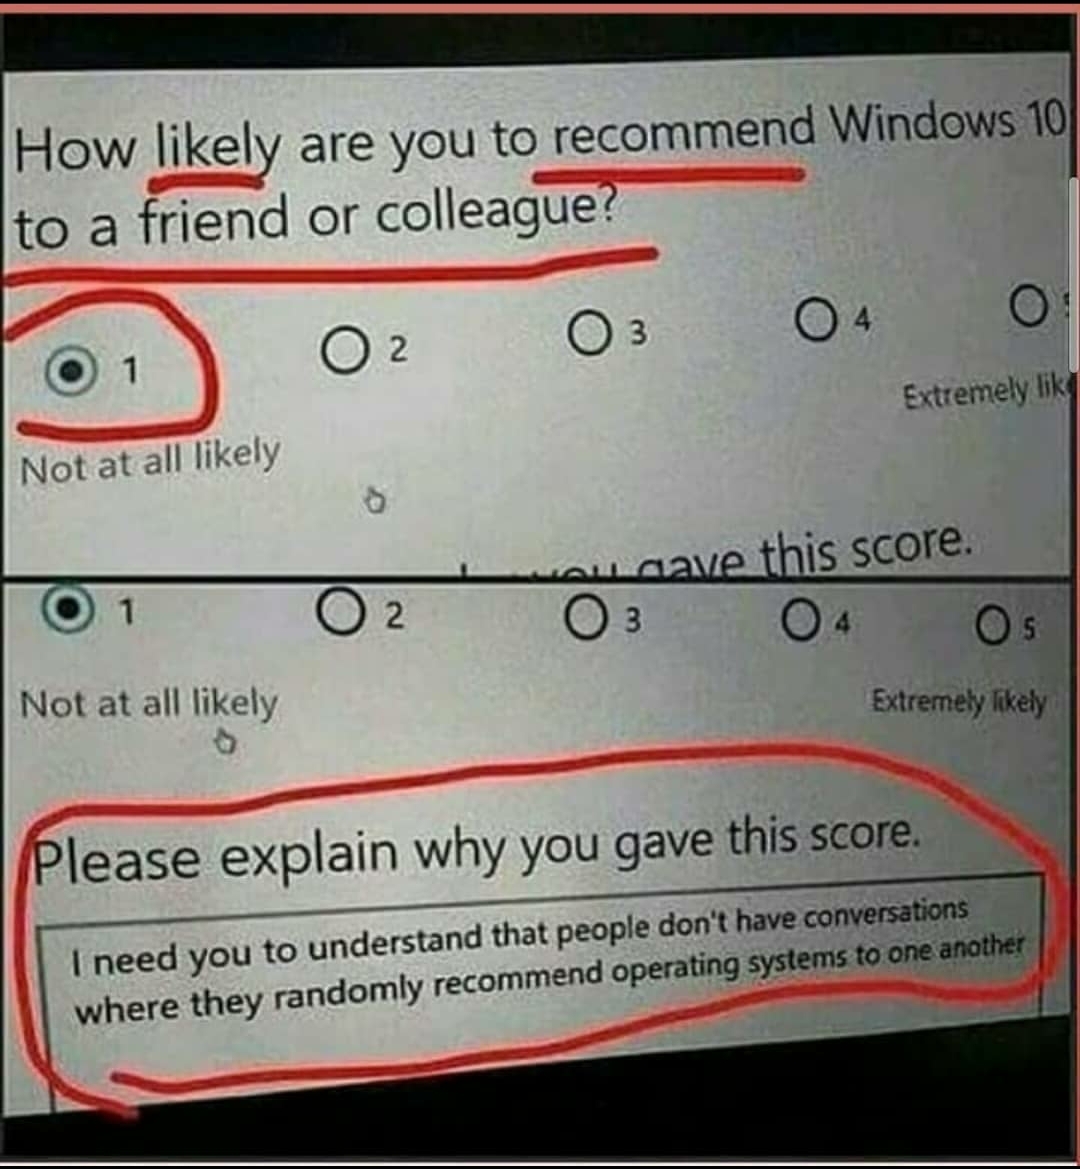 How likely are you to recommend Windows 10
to a friend or colleague?
1 2 3 4
Extremely
Not at all likely
gave this score.
1 2 3 4 5
Not at all likely Extremely likely
Please explain why you gave this score.
I need you to understand that people don't have conversations
where they randomly recommend operating systems to one another